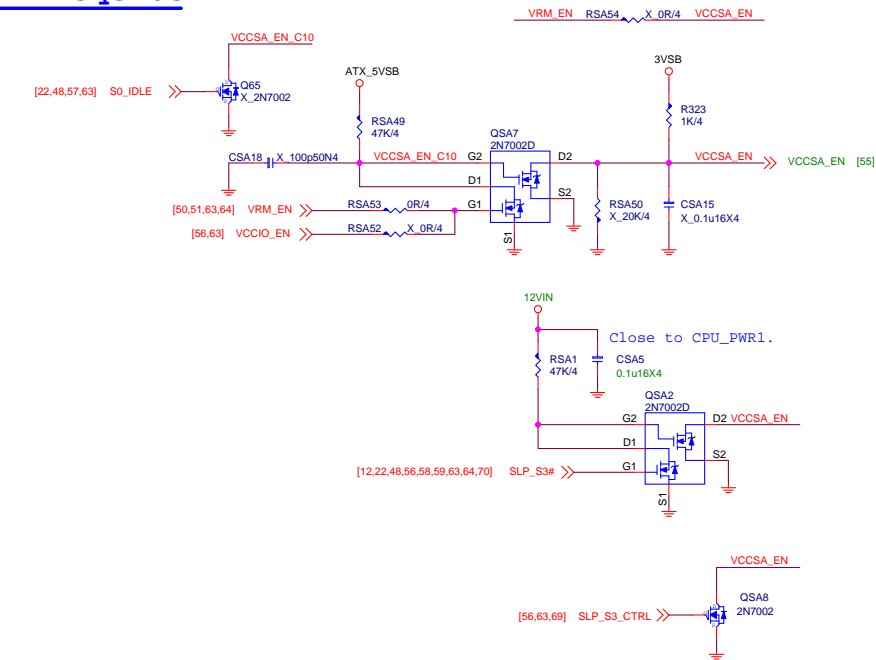 VRM_EN RSA54 X_0R/4 VCCSA_EN
VCCSA_EN_C10
[22,48,57,63] S0_IDLE
Q65
X_2N7002
ATX_5VSB
RSA49
47K/4
3VSB
R323
1K/4
QSA7
2N7002D
CSA18 X_100p50N4 VCCSA_EN_C10 G2 D2 VCCSA_EN VCCSA_EN [55]
D1
S2
[50,51,63,64] VRM_EN RSA53 0R/4 G1
[56,63] VCCIO_EN RSA52 X_0R/4
S1
RSA50
X_20K/4
CSA15
X_0.1u16X4
12VIN
Close to CPU_PWR1.
RSA1
47K/4
CSA5
0.1u16X4
QSA2
2N7002D
G2 D2 VCCSA_EN
D1
S2
[12,22,48,56,58,59,63,64,70] SLP_S3# G1
S1
VCCSA_EN
QSA8
2N7002
[56,63,69] SLP_S3_CTRL